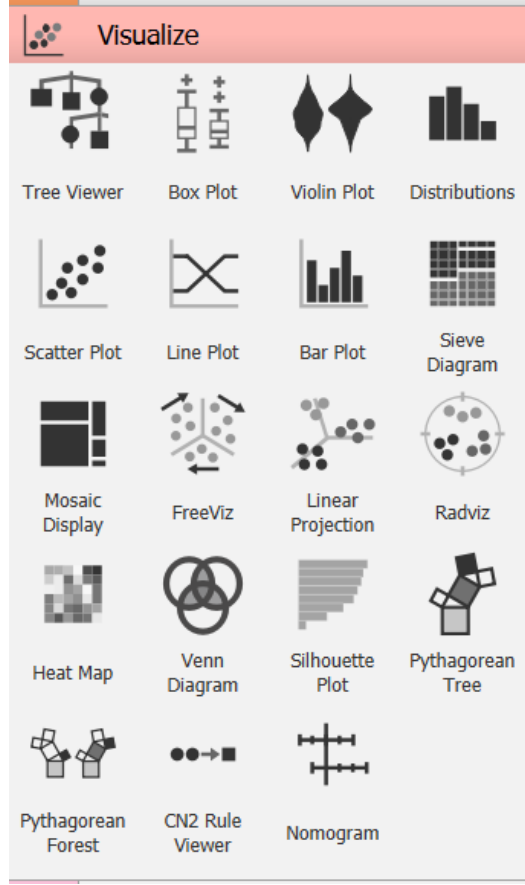 Visualize
Tree Viewer
Box Plot
Violin Plot
Distributions
Scatter Plot
Line Plot
Bar Plot
Sieve
Diagram
Mosaic
Display
FreeViz
Linear
Projection
Radviz
Heat Map
Venn
Diagram
Silhouette
Plot
Pythagorean
Tree
Pythagorean
Forest
CN2 Rule
Viewer
Nomogram